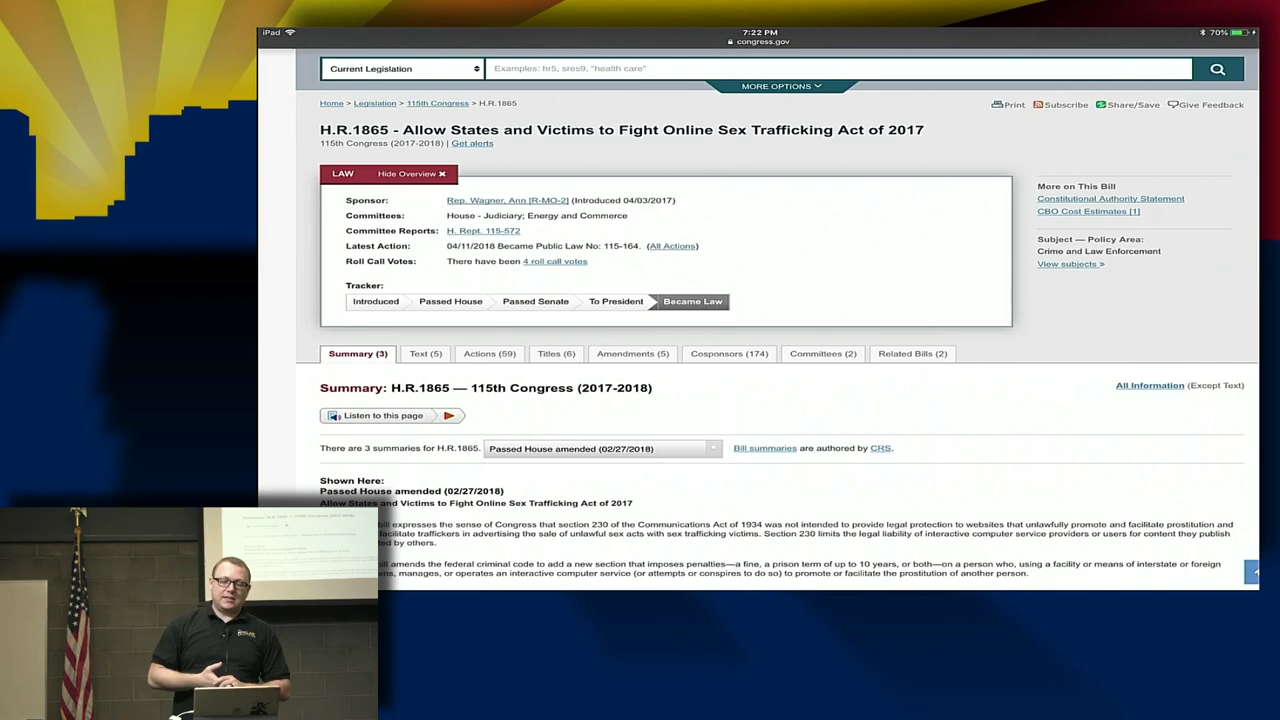 iPad
7:22 PM
70%
congress.gov
Current Legislation
Examples: hr5, sres9, "health care"
MORE OPTIONS
Home > Legislation > 115th Congress > H.R.1865
Print Subscribe Share/Save Give Feedback
H.R.1865 - Allow States and Victims to Fight Online Sex Trafficking Act of 2017
115th Congress (2017-2018) | Get alerts
LAW Hide Overview ✖
Sponsor: Rep. Wagner, Ann [R-MO-2] (Introduced 04/03/2017)
Committees: House - Judiciary; Energy and Commerce
Committee Reports: H. Rept. 115-572
Latest Action: 04/11/2018 Became Public Law No: 115-164. (All Actions)
Roll Call Votes: There have been 4 roll call votes
Tracker:
Introduced Passed House Passed Senate To President Became Law
More on This Bill
Constitutional Authority Statement
CBO Cost Estimates [1]
Subject — Policy Area:
Crime and Law Enforcement
View subjects »
Summary (3) Text (5) Actions (59) Titles (6) Amendments (5) Cosponsors (174) Committees (2) Related Bills (2)
Summary: H.R.1865 — 115th Congress (2017-2018)
All Information (Except Text)
Listen to this page
There are 3 summaries for H.R.1865. Passed House amended (02/27/2018) Bill summaries are authored by CRS.
Shown Here:
Passed House amended (02/27/2018)
Allow States and Victims to Fight Online Sex Trafficking Act of 2017
bill expresses the sense of Congress that section 230 of the Communications Act of 1934 was not intended to provide legal protection to websites that unlawfully promote and facilitate prostitution and
facilitate traffickers in advertising the sale of unlawful sex acts with sex trafficking victims. Section 230 limits the legal liability of interactive computer service providers or users for content they publish
by others.
bill amends the federal criminal code to add a new section that imposes penalties—a fine, a prison term of up to 10 years, or both—on a person who, using a facility or means of interstate or foreign
manages, or operates an interactive computer service (or attempts or conspires to do so) to promote or facilitate the prostitution of another person.